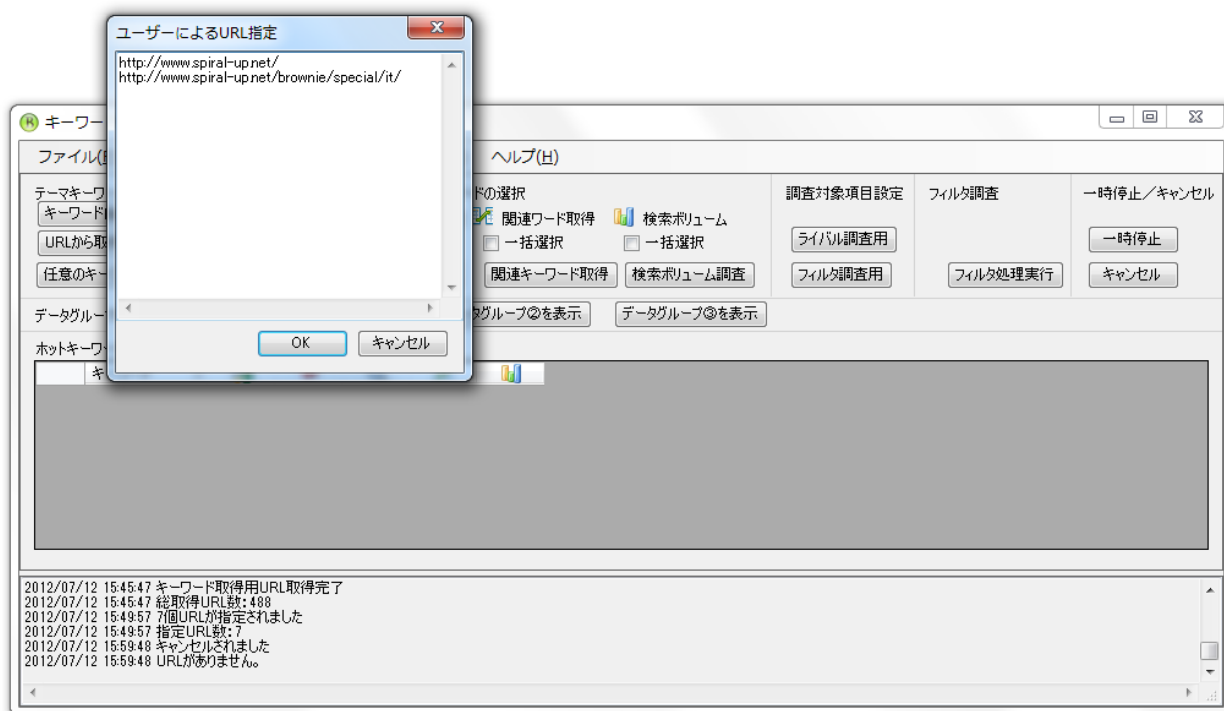 ユーザーによるURL指定
http://www.spiral-up.net/
http://www.spiral-up.net/brownie/special/it/
OK キャンセル
キーワー
ファイル( ヘルプ(H)
テーマキーワ ドの選択 調査対象項目設定 フィルタ調査 一時停止／キャンセル
キーワード 関連ワード取得 検索ボリューム
URLから取 一括選択 一括選択 ライバル調査用 一時停止
任意のキー 関連キーワード取得 検索ボリューム調査 フィルタ調査用 フィルタ処理実行 キャンセル
データグルー タグループ②を表示 データグループ③を表示
ホットキーワ
キ
2012/07/12 15:45:47 キーワード取得用URL取得完了
2012/07/12 15:45:47 総取得URL数:488
2012/07/12 15:49:57 7個URLが指定されました
2012/07/12 15:49:57 指定URL数:7
2012/07/12 15:59:48 キャンセルされました
2012/07/12 15:59:48 URLがありません。